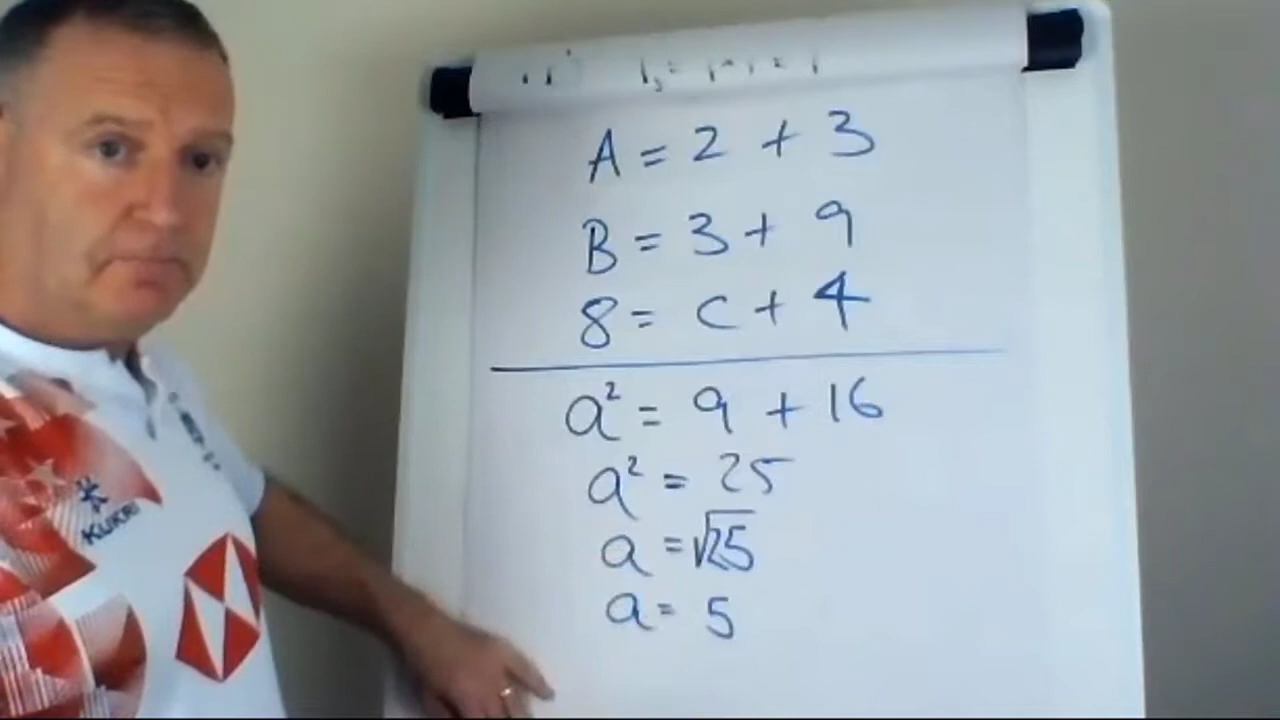 A = 2 + 3
B = 3 + 9
8 = C + 4
a² = 9 + 16
a² = 25
a = √25
a = 5
KUKRI